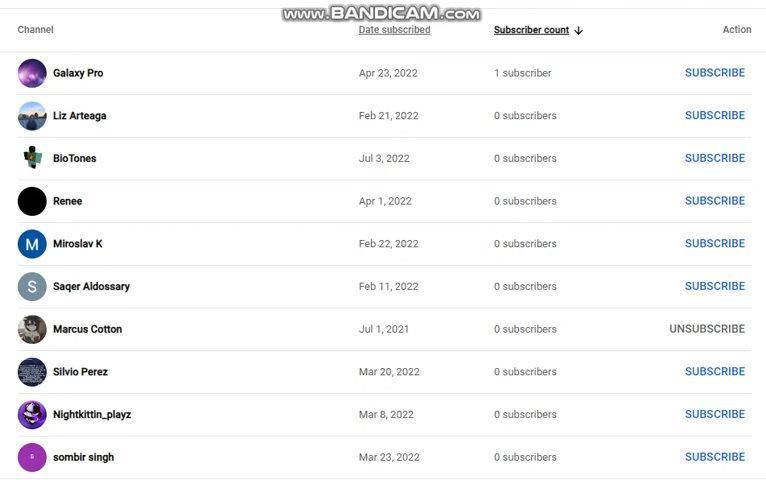 www.BANDICAM.com
Channel Date subscribed Subscriber count Action
Galaxy Pro Apr 23, 2022 1 subscriber SUBSCRIBE
Liz Arteaga Feb 21, 2022 0 subscribers SUBSCRIBE
BioTones Jul 3, 2022 0 subscribers SUBSCRIBE
Renee Apr 1, 2022 0 subscribers SUBSCRIBE
M Miroslav K Feb 22, 2022 0 subscribers SUBSCRIBE
S Saqer Aldossary Feb 11, 2022 0 subscribers SUBSCRIBE
Marcus Cotton Jul 1, 2021 0 subscribers UNSUBSCRIBE
Silvio Perez Mar 20, 2022 0 subscribers SUBSCRIBE
Nightkittin_playz Mar 8, 2022 0 subscribers SUBSCRIBE
s sombir singh Mar 23, 2022 0 subscribers SUBSCRIBE